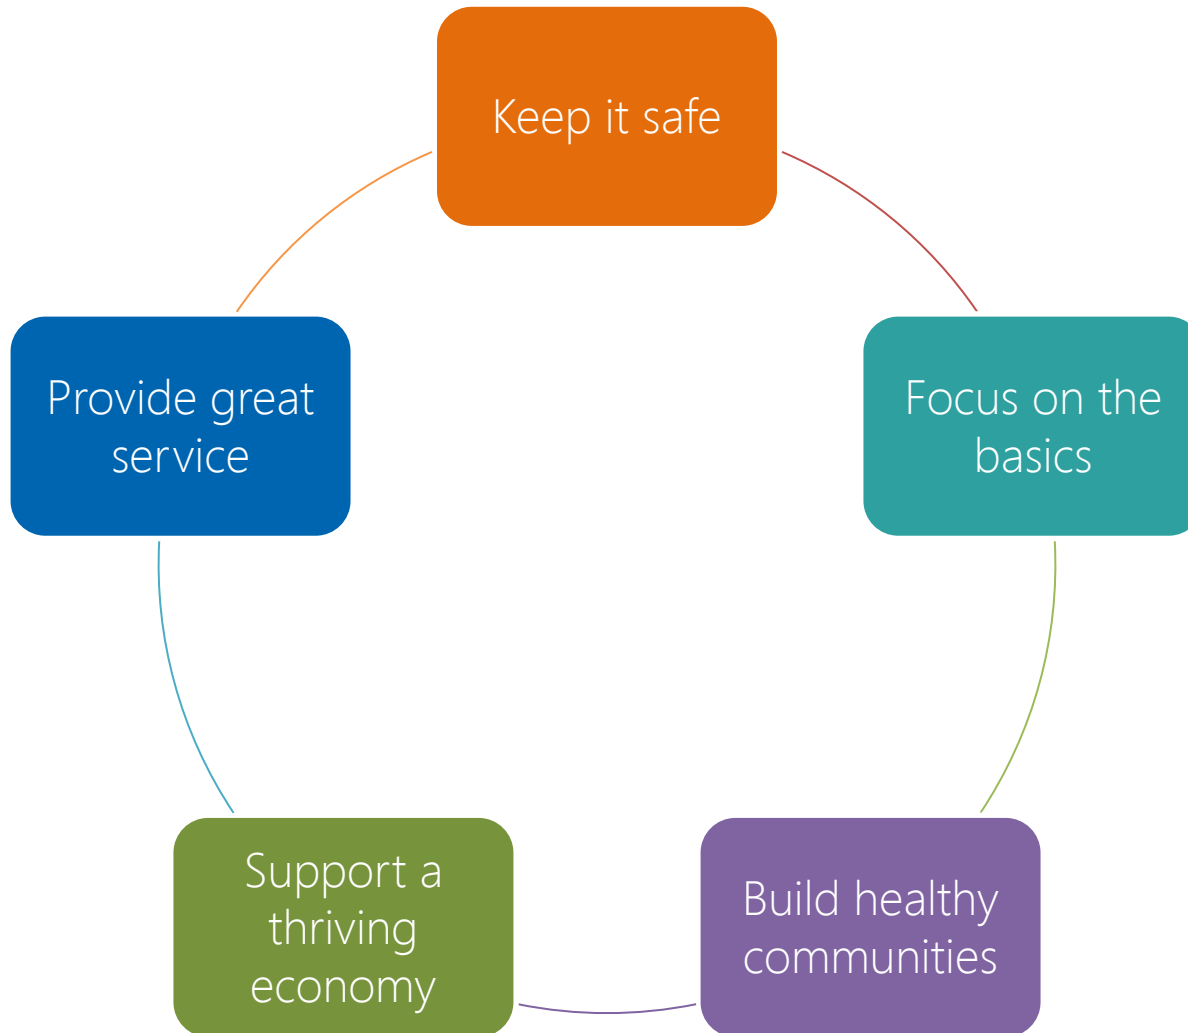 Keep it safe
Provide great
service
Focus on the
basics
Support a
thriving
economy
Build healthy
communities